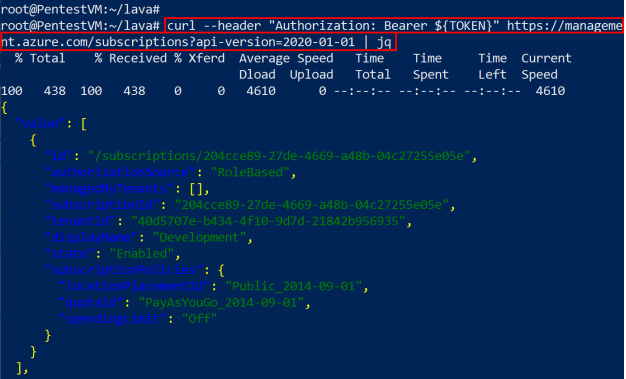 root@PentestVM:~/lava#
root@PentestVM:~/lava# curl --header "Authorization: Bearer ${TOKEN}" https://manageme
nt.azure.com/subscriptions?api-version=2020-01-01 | jq
  % Total    % Received % Xferd  Average Speed   Time    Time     Time  Current
                                 Dload  Upload   Total   Spent    Left  Speed
100   438  100   438    0     0   4610      0 --:--:-- --:--:-- --:--:--  4610
{
  "value": [
    {
      "id": "/subscriptions/204cce89-27de-4669-a48b-04c27255e05e",
      "authorizationSource": "RoleBased",
      "managedByTenants": [],
      "subscriptionId": "204cce89-27de-4669-a48b-04c27255e05e",
      "tenantId": "40d5707e-b434-4f10-9d7d-21842b956935",
      "displayName": "Development",
      "state": "Enabled",
      "subscriptionPolicies": {
        "locationPlacementId": "Public_2014-09-01",
        "quotaId": "PayAsYouGo_2014-09-01",
        "spendingLimit": "Off"
      }
    }
  ],